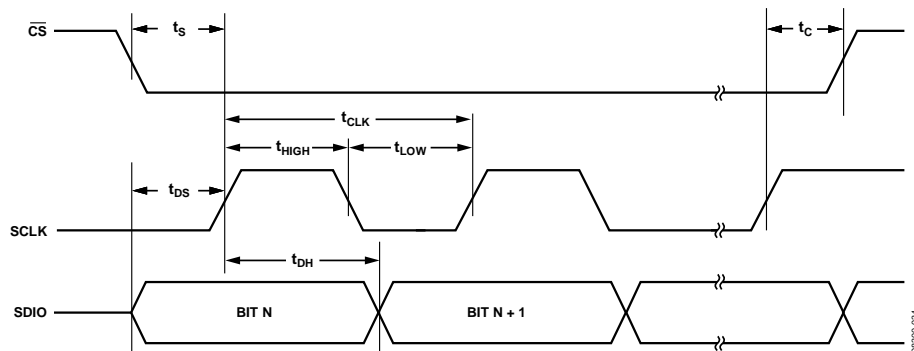 CS
tS
tC
tCLK
tHIGH
tLOW
tDS
SCLK
tDH
SDIO
BIT N
BIT N + 1